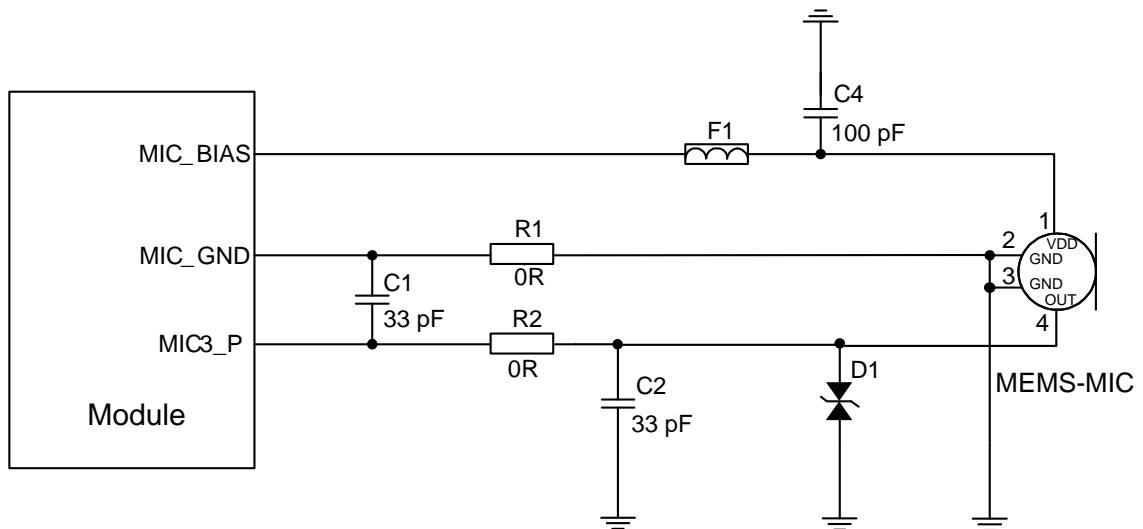 C4
100 pF
F1
MIC_BIAS
1
R1
2
VDD
MIC_GND
GND
0R
C1
3
GND
33 pF
OUT
R2
4
MIC3_P
0R
D1
C2
MEMS-MIC
33 pF
Module